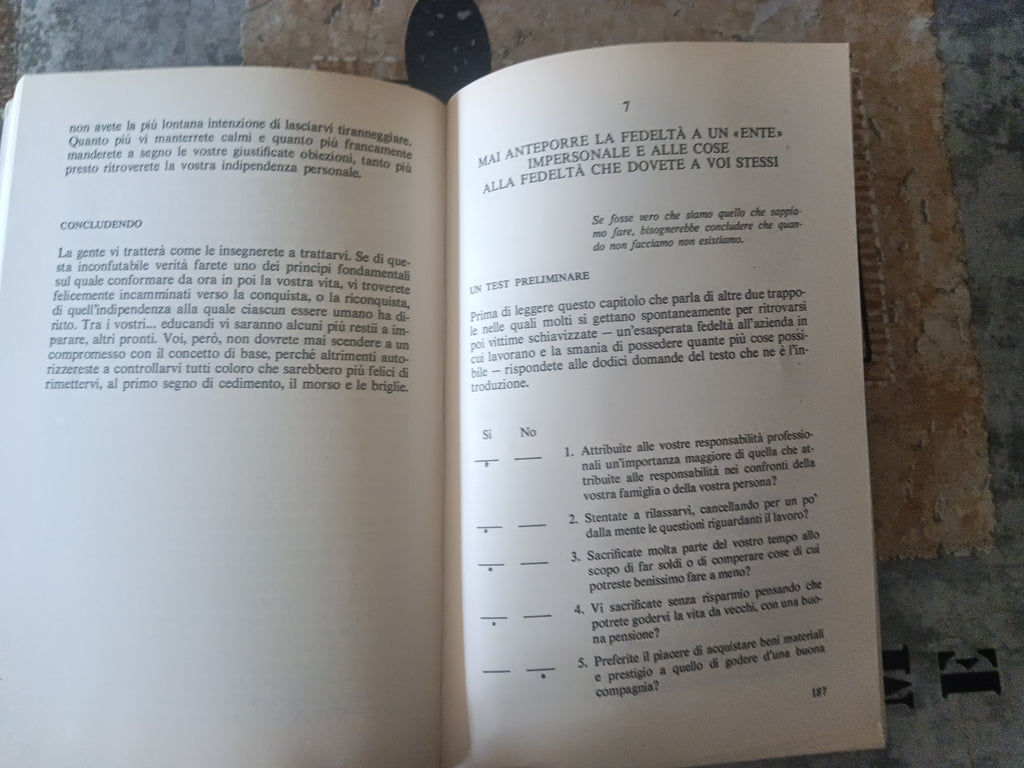 non avete la più lontana intenzione di lasciarvi tiranneggiare.
Quanto più vi manterrete calmi e quanto più francamente
manderete a segno le vostre giustificate obiezioni, tanto più
presto ritroverete la vostra indipendenza personale.
CONCLUDENDO
La gente vi tratterà come le insegnerete a trattarvi. Se di que-
sta inconfutabile verità farete uno dei principi fondamentali
sul quale conformare da ora in poi la vostra vita, vi troverete
felicemente incamminati verso la conquista, o la riconquista,
di quell'indipendenza alla quale ciascun essere umano ha di-
ritto. Tra i vostri... educandi vi saranno alcuni più restii a im-
parare, altri pronti. Voi, però, non dovrete mai scendere a un
compromesso con il concetto di base, perché altrimenti auto-
rizzereste a controllarvi tutti coloro che sarebbero più felici di
rimettervi, al primo segno di cedimento, il morso e le briglie.
7
MAI ANTEPORRE LA FEDELTÀ A UN «ENTE»
IMPERSONALE E ALLE COSE
ALLA FEDELTÀ CHE DOVETE A VOI STESSI
Se fosse vero che siamo quello che sappia-
mo fare, bisognerebbe concludere che quan-
do non facciamo non esistiamo.
UN TEST PRELIMINARE
Prima di leggere questo capitolo che parla di altre due trappo-
le nelle quali molti si gettano spontaneamente per ritrovarsi
poi vittime schiavizzate — un'esasperata fedeltà all'azienda in
cui lavorano e la smania di possedere quante più cose possi-
bile — rispondete alle dodici domande del testo che ne è l'in-
troduzione.
Sì No
1. Attribuite alle vostre responsabilità professio-
nali un'importanza maggiore di quella che at-
tribuite alle responsabilità nei confronti della
vostra famiglia o della vostra persona?
2. Stentate a rilassarvi, cancellando per un po'
dalla mente le questioni riguardanti il lavoro?
3. Sacrificate molta parte del vostro tempo allo
scopo di far soldi o di comperare cose di cui
potreste benissimo fare a meno?
4. Vi sacrificate senza risparmio pensando che
potrete godervi la vita da vecchi, con una buo-
na pensione?
5. Preferite il piacere di acquistare beni materiali
e prestigio a quello di godere d'una buona
compagnia?
187
M
E